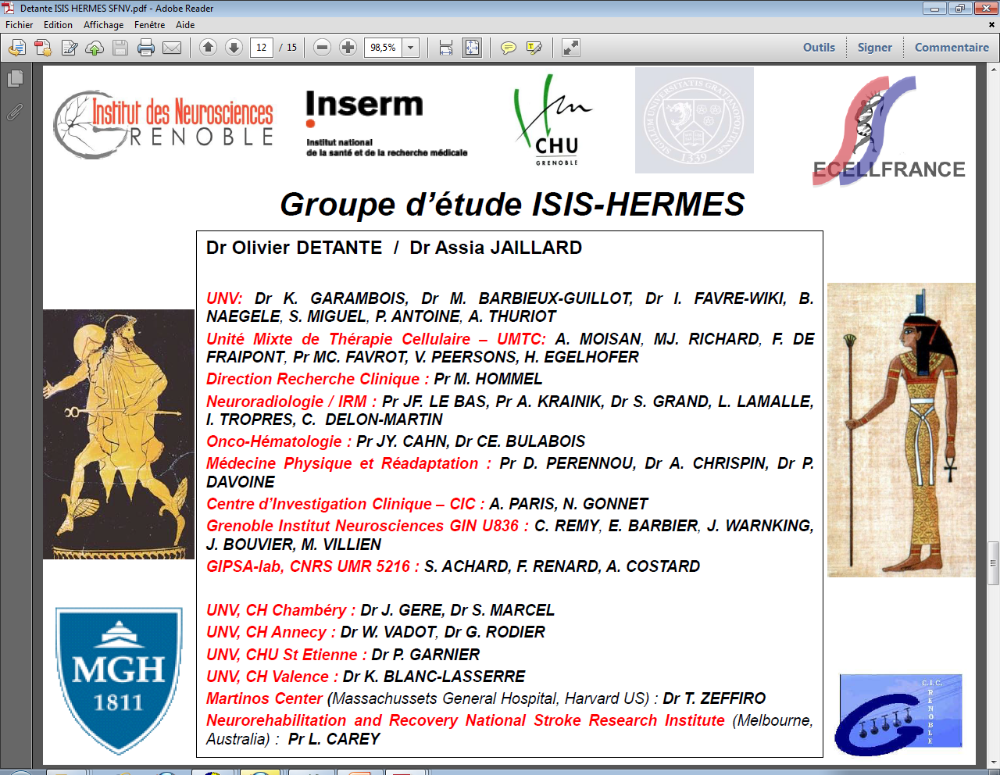 Detante ISIS HERMES SFNV.pdf - Adobe Reader
Fichier Edition Affichage Fenêtre Aide
12 / 15 98,5% Outils Signer Commentaire
Institut des Neurosciences
GRENOBLE
Inserm
Institut national
de la santé et de la recherche médicale
CHU
GRENOBLE
SIGILLUM UNIVERSITATIS GRATIANOPOLITANÆ
1339
ECELLFRANCE
Groupe d’étude ISIS-HERMES
Dr Olivier DETANTE / Dr Assia JAILLARD
UNV: Dr K. GARAMBOIS, Dr M. BARBIEUX-GUILLOT, Dr I. FAVRE-WIKI, B.
NAEGELE, S. MIGUEL, P. ANTOINE, A. THURIOT
Unité Mixte de Thérapie Cellulaire – UMTC: A. MOISAN, MJ. RICHARD, F. DE
FRAIPONT, Pr MC. FAVROT, V. PEERSONS, H. EGELHOFER
Direction Recherche Clinique : Pr M. HOMMEL
Neuroradiologie / IRM : Pr JF. LE BAS, Pr A. KRAINIK, Dr S. GRAND, L. LAMALLE,
I. TROPRES, C. DELON-MARTIN
Onco-Hématologie : Pr JY. CAHN, Dr CE. BULABOIS
Médecine Physique et Réadaptation : Pr D. PERENNOU, Dr A. CHRISPIN, Dr P.
DAVOINE
Centre d’Investigation Clinique – CIC : A. PARIS, N. GONNET
Grenoble Institut Neurosciences GIN U836 : C. REMY, E. BARBIER, J. WARNKING,
J. BOUVIER, M. VILLIEN
GIPSA-lab, CNRS UMR 5216 : S. ACHARD, F. RENARD, A. COSTARD
UNV, CH Chambéry : Dr J. GERE, Dr S. MARCEL
UNV, CH Annecy : Dr W. VADOT, Dr G. RODIER
UNV, CHU St Etienne : Dr P. GARNIER
UNV, CH Valence : Dr K. BLANC-LASSERRE
Martinos Center (Massachussets General Hospital, Harvard US) : Dr T. ZEFFIRO
Neurorehabilitation and Recovery National Stroke Research Institute (Melbourne,
Australia) : Pr L. CAREY
MGH
1811
C.I.C.
GRENOBLE